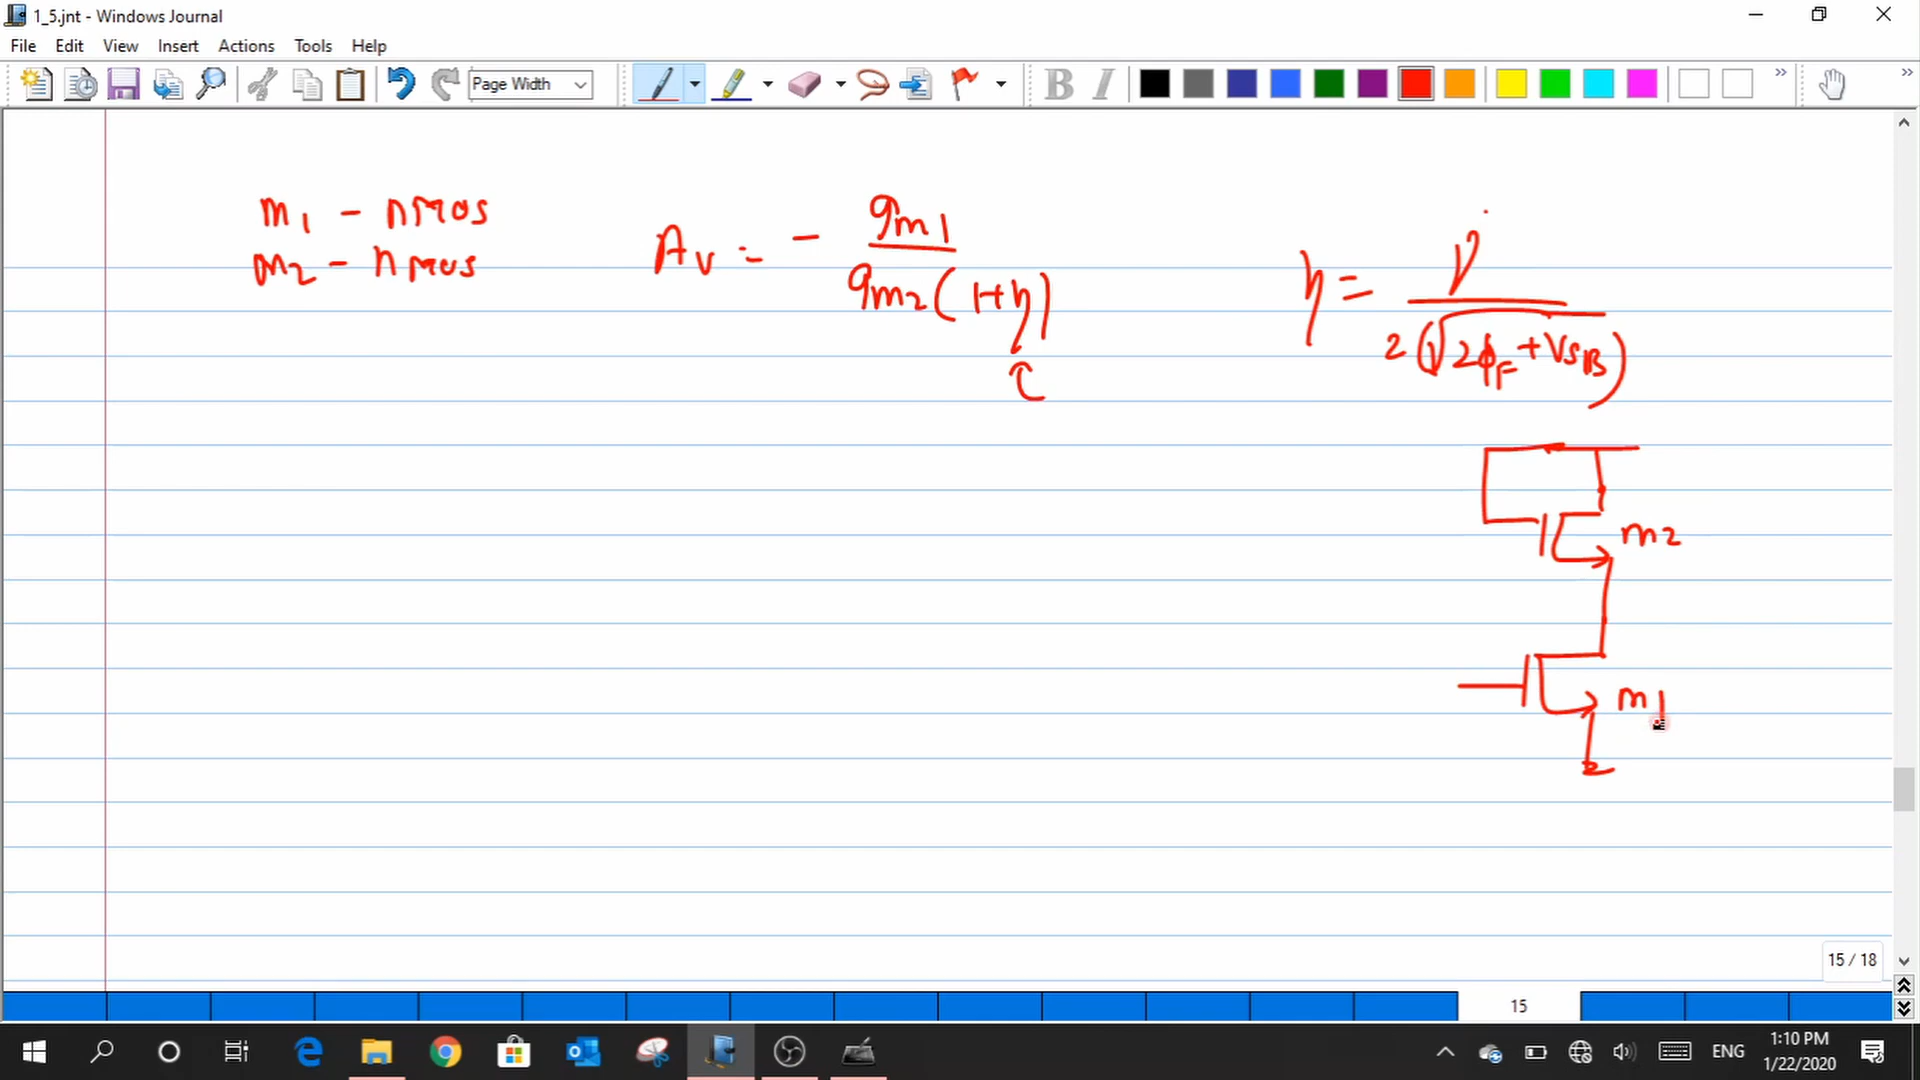 1_5.jnt - Windows Journal
File Edit View Insert Actions Tools Help
Page Width
B I
m1 - nmos
m2 - nmos
Av = - gm1 / gm2(1+η)
η = γ / 2(√2ϕF+VSB)
m2
m1
15 / 18
15
ENG
1:10 PM
1/22/2020